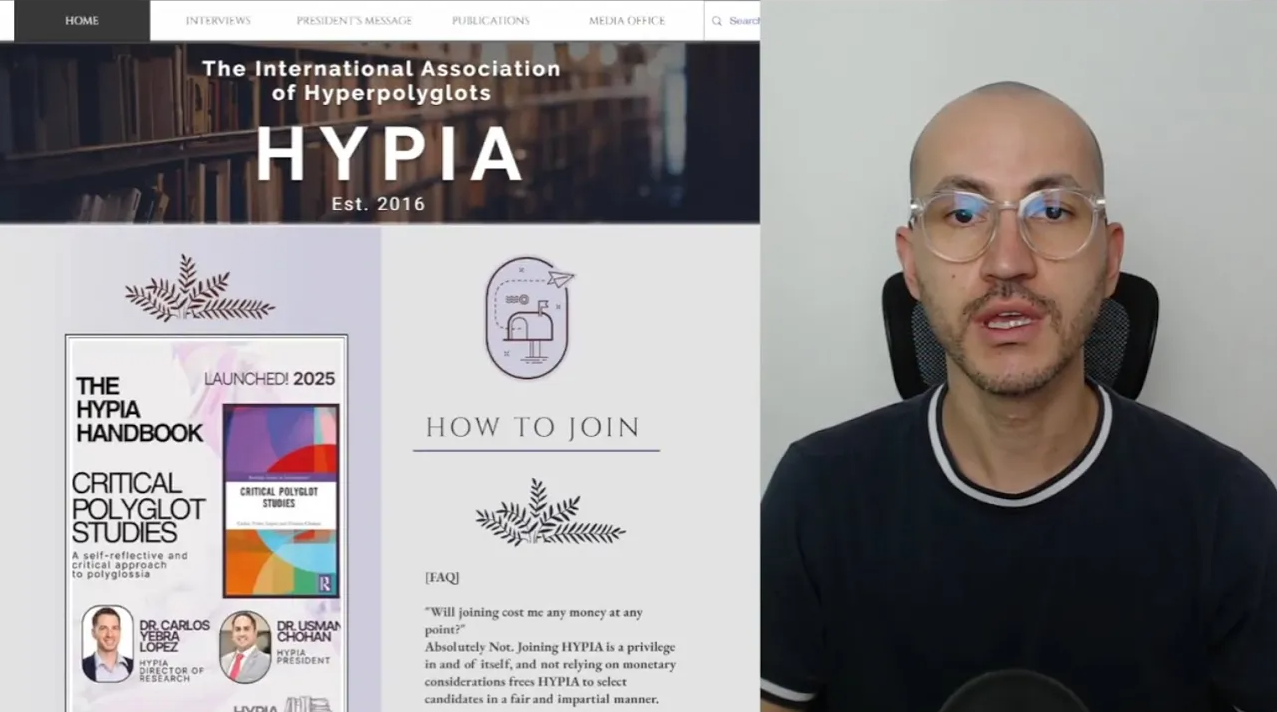 HOME
INTERVIEWS
PRESIDENT'S MESSAGE
PUBLICATIONS
MEDIA OFFICE
Search
The International Association
of Hyperpolyglots
HYPIA
Est. 2016
LAUNCHED! 2025
THE
HYPIA
HANDBOOK
CRITICAL
POLYGLOT
STUDIES
A self-reflective and
critical approach
to polyglossia
CRITICAL POLYGLOT
STUDIES
R
DR. CARLOS
YEBRA
LOPEZ
HYPIA
DIRECTOR OF
RESEARCH
DR. USMAN
CHOHAN
HYPIA
PRESIDENT
HYPIA
HOW TO JOIN
[FAQ]
"Will joining cost me any money at any
point?"
Absolutely Not. Joining HYPIA is a privilege
in and of itself, and not relying on monetary
considerations frees HYPIA to select
candidates in a fair and impartial manner.